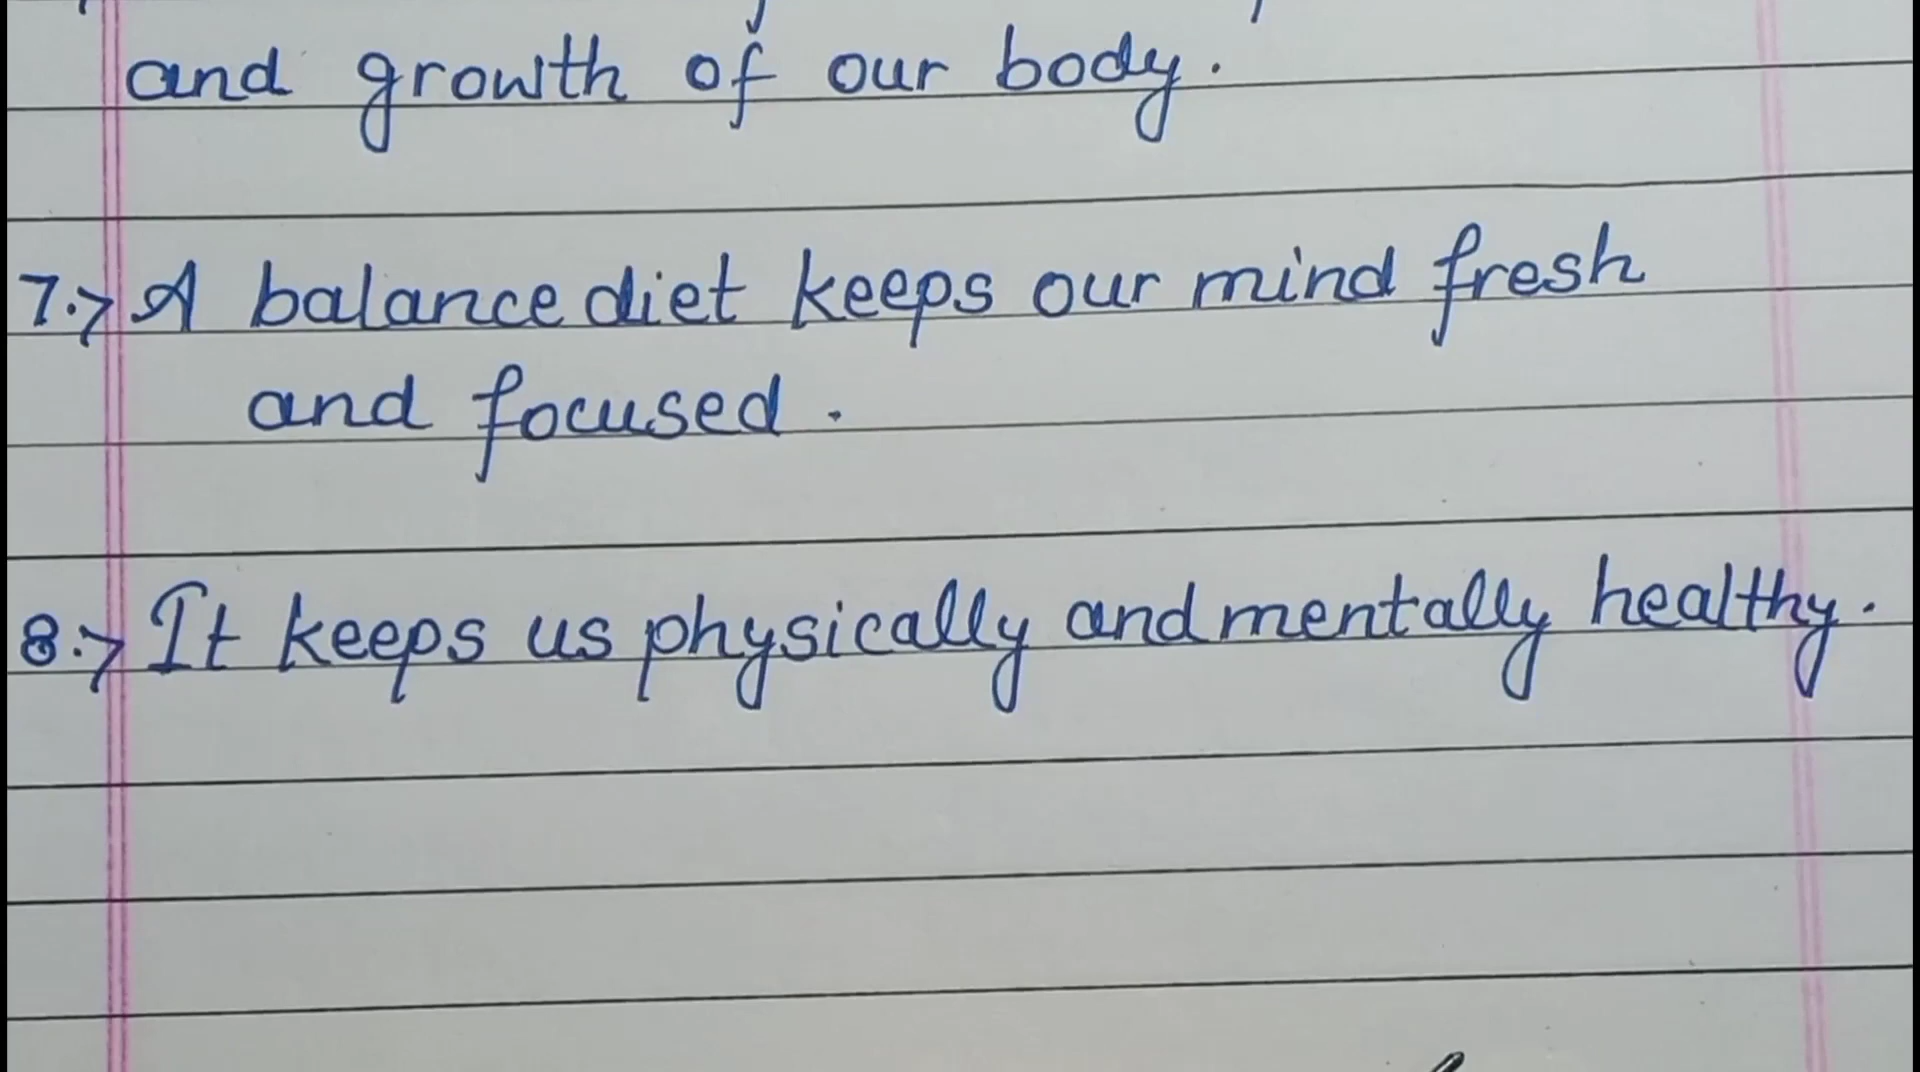 and growth of our body.
7.> A balance diet keeps our mind fresh
and focused.
8.> It keeps us physically and mentally healthy.